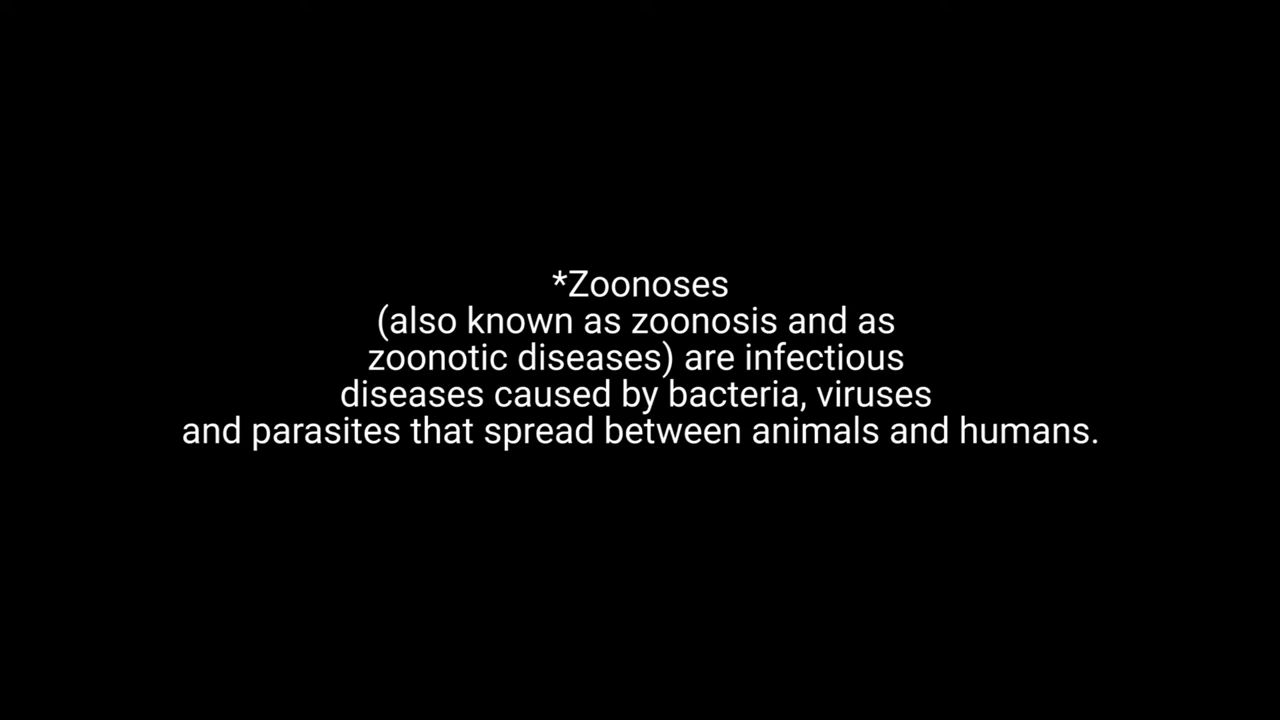 *Zoonoses
(also known as zoonosis and as
zoonotic diseases) are infectious
diseases caused by bacteria, viruses
and parasites that spread between animals and humans.